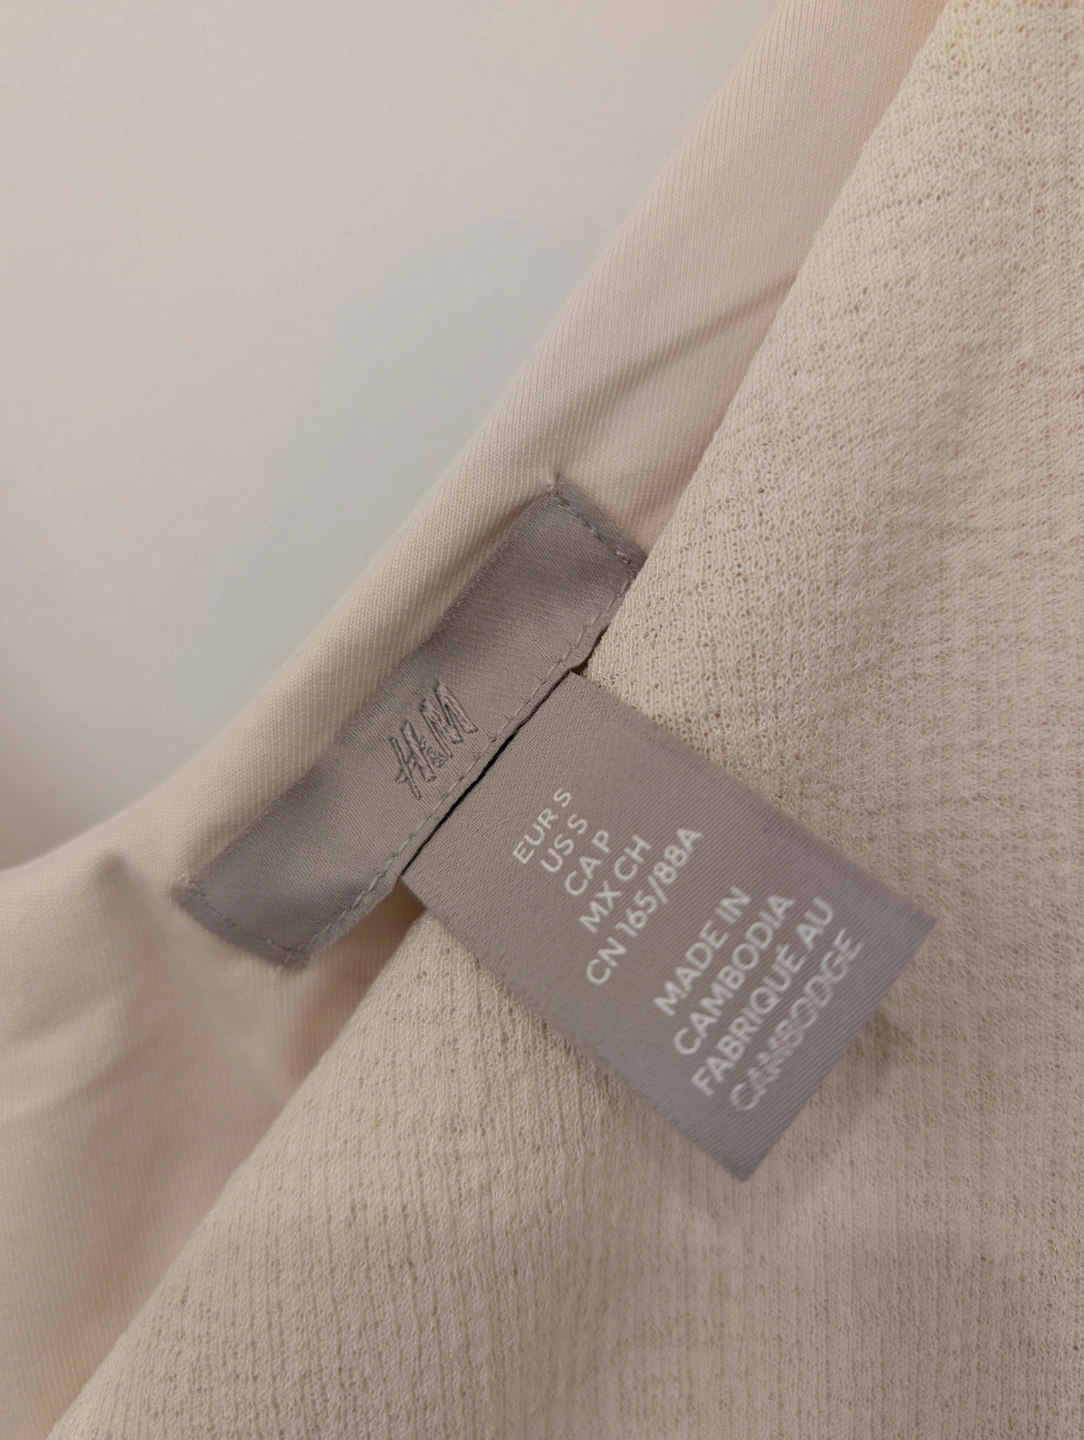 H&M
EUR S
US S
CA P
MX CH
CN 165/88A
MADE IN
CAMBODIA
FABRIQUÉ AU
CAMBODGE